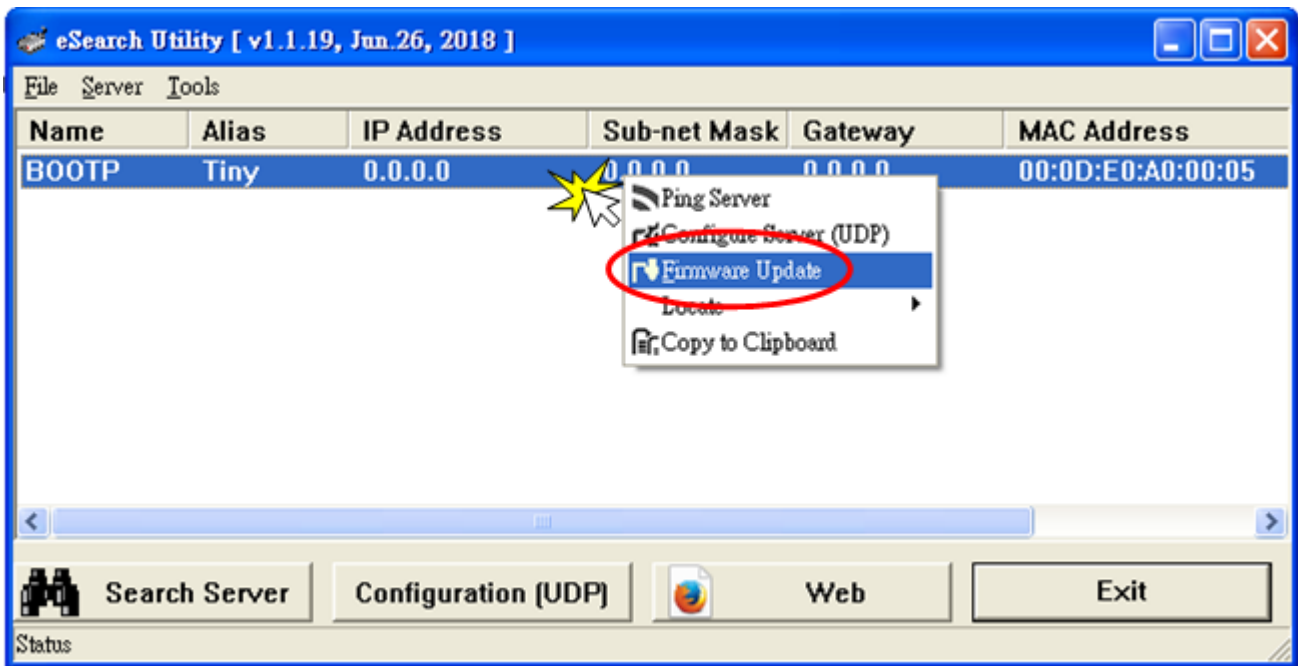 eSearch Utility [ v1.1.19, Jun.26, 2018 ]
File Server Tools
Name Alias IP Address Sub-net Mask Gateway MAC Address
BOOTP Tiny 0.0.0.0 0.0.0.0 0.0.0.0 00:0D:E0:A0:00:05
Ping Server
Configure Server (UDP)
Firmware Update
Locate
Copy to Clipboard
Search Server Configuration (UDP) Web Exit
Status